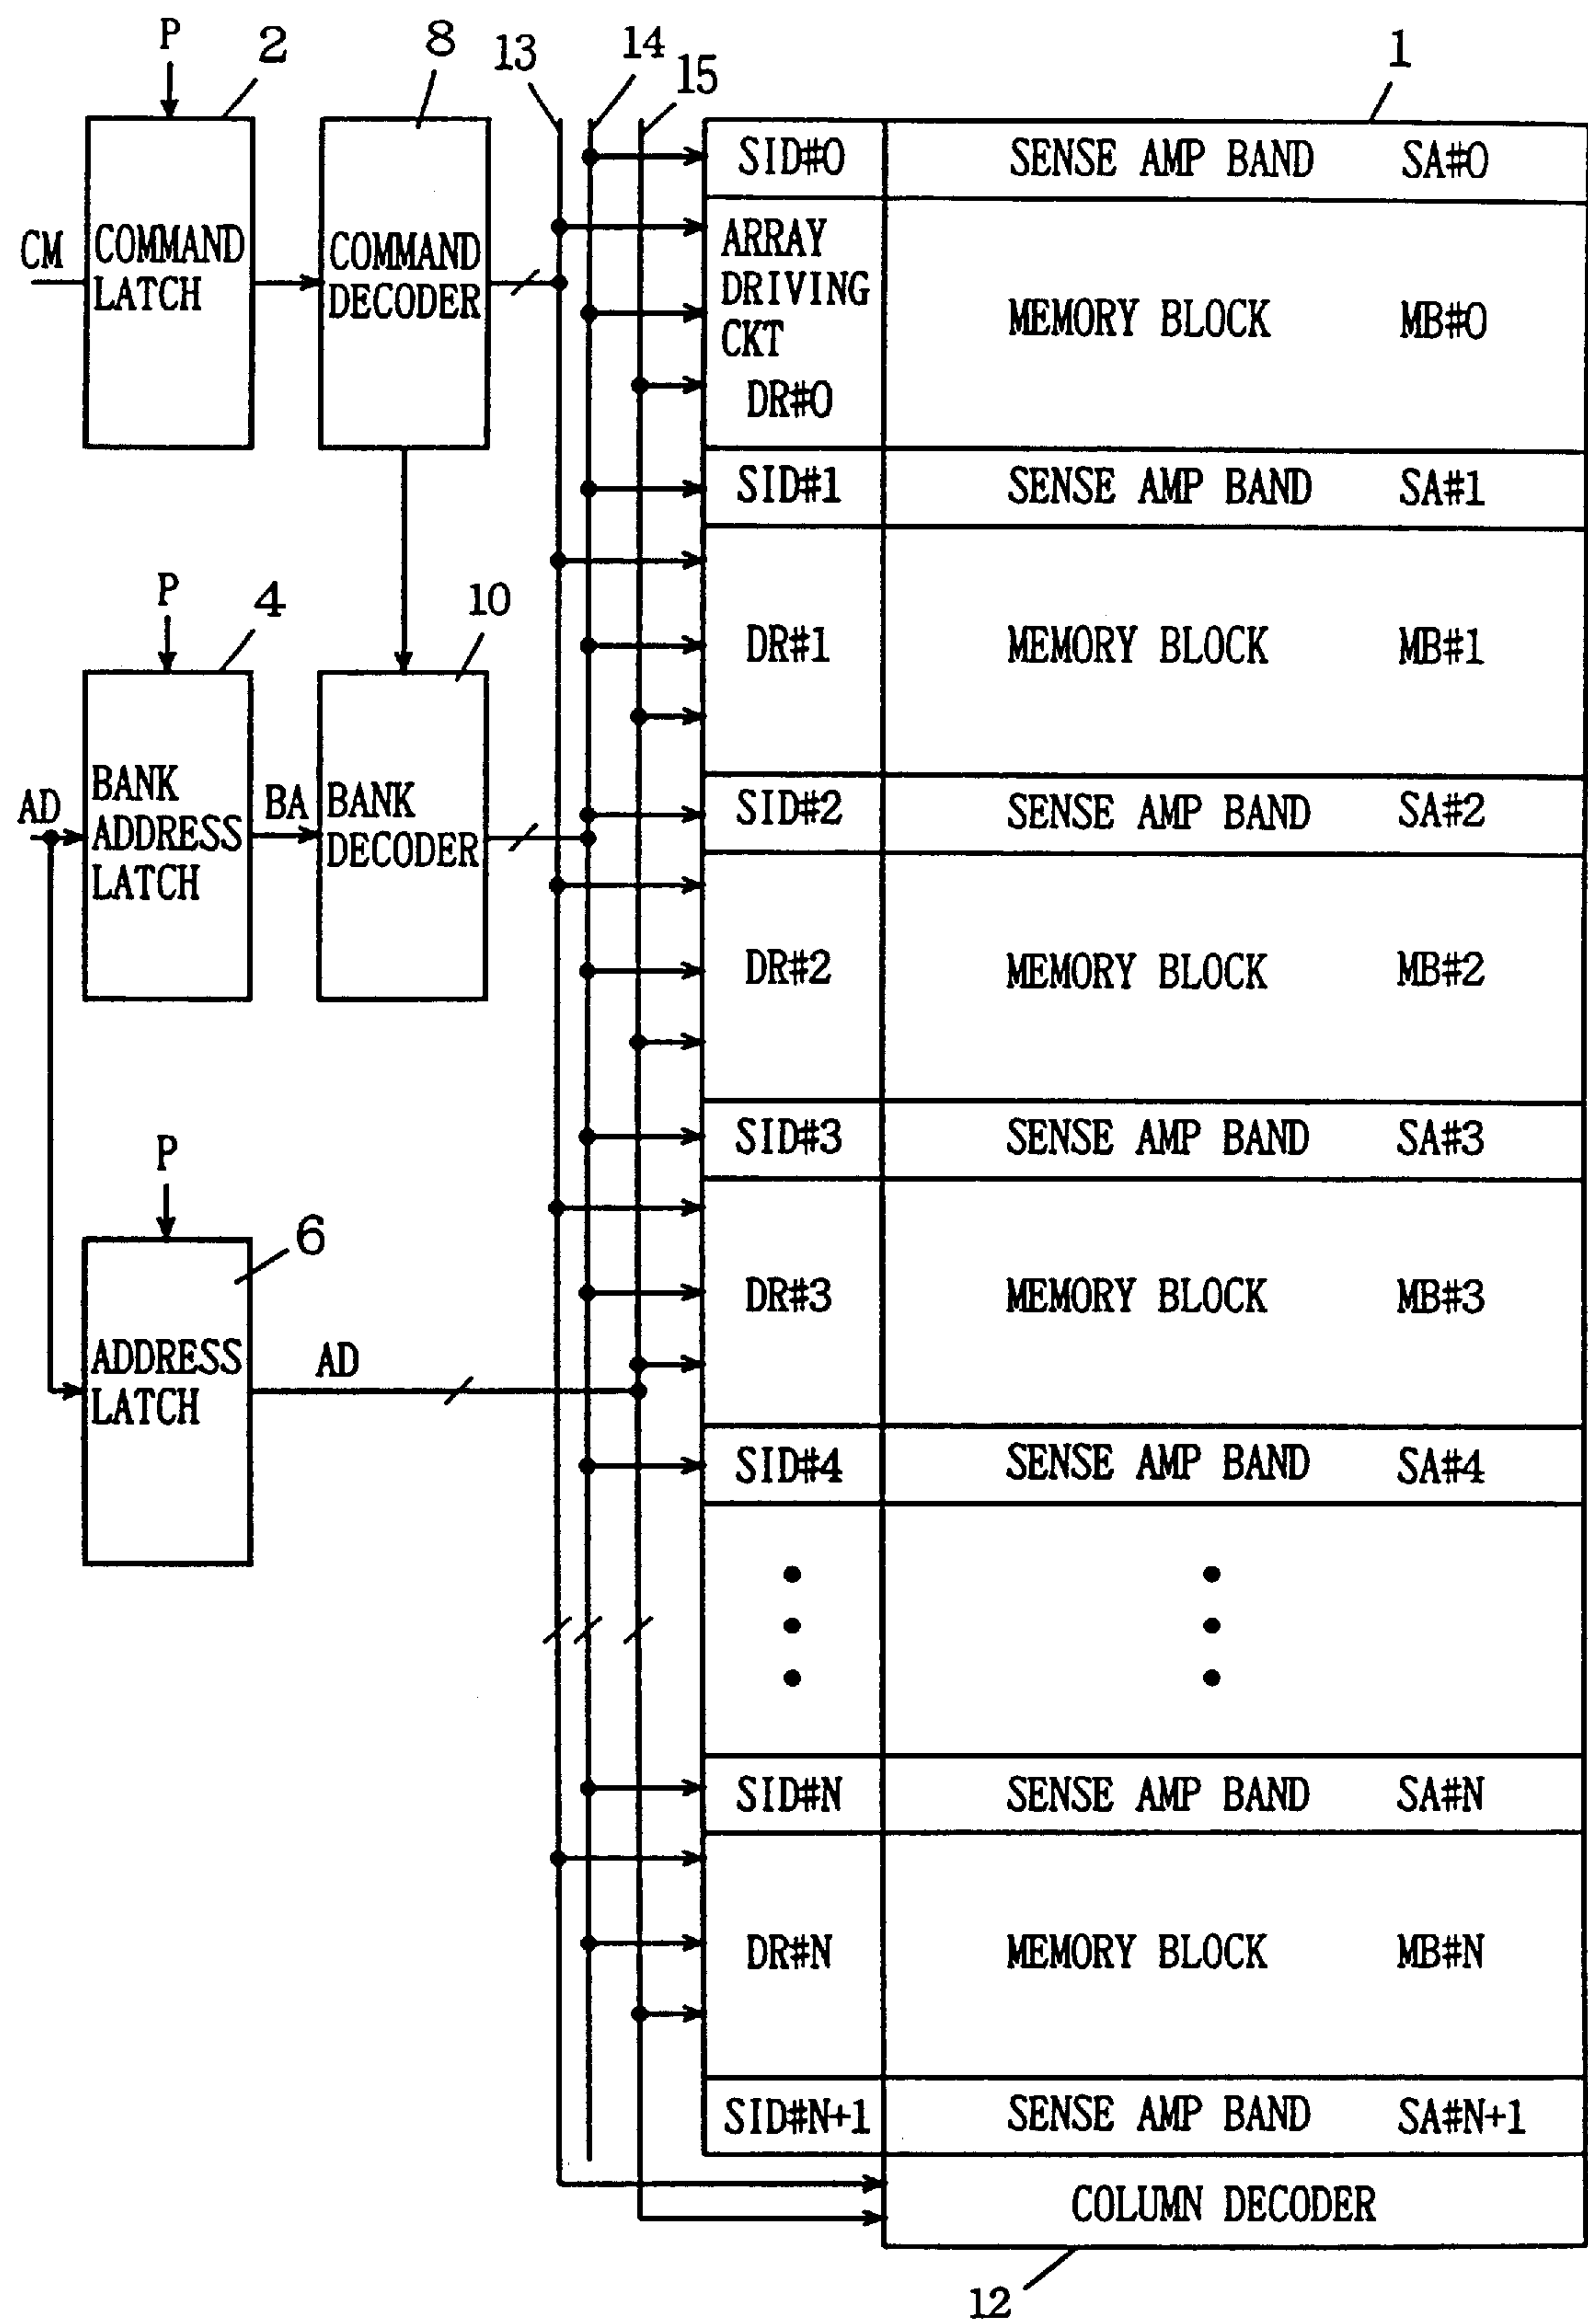 P
2
8
13
14
15
1
CM
COMMAND
LATCH
COMMAND
DECODER
SID#0
SENSE AMP BAND SA#0
ARRAY
DRIVING
CKT
DR#0
MEMORY BLOCK MB#0
SID#1
SENSE AMP BAND SA#1
P
4
10
DR#1
MEMORY BLOCK MB#1
AD
BANK
ADDRESS
LATCH
BA
BANK
DECODER
SID#2
SENSE AMP BAND SA#2
DR#2
MEMORY BLOCK MB#2
P
6
SID#3
SENSE AMP BAND SA#3
DR#3
MEMORY BLOCK MB#3
ADDRESS
LATCH
AD
SID#4
SENSE AMP BAND SA#4
SID#N
SENSE AMP BAND SA#N
DR#N
MEMORY BLOCK MB#N
SID#N+1
SENSE AMP BAND SA#N+1
COLUMN DECODER
12